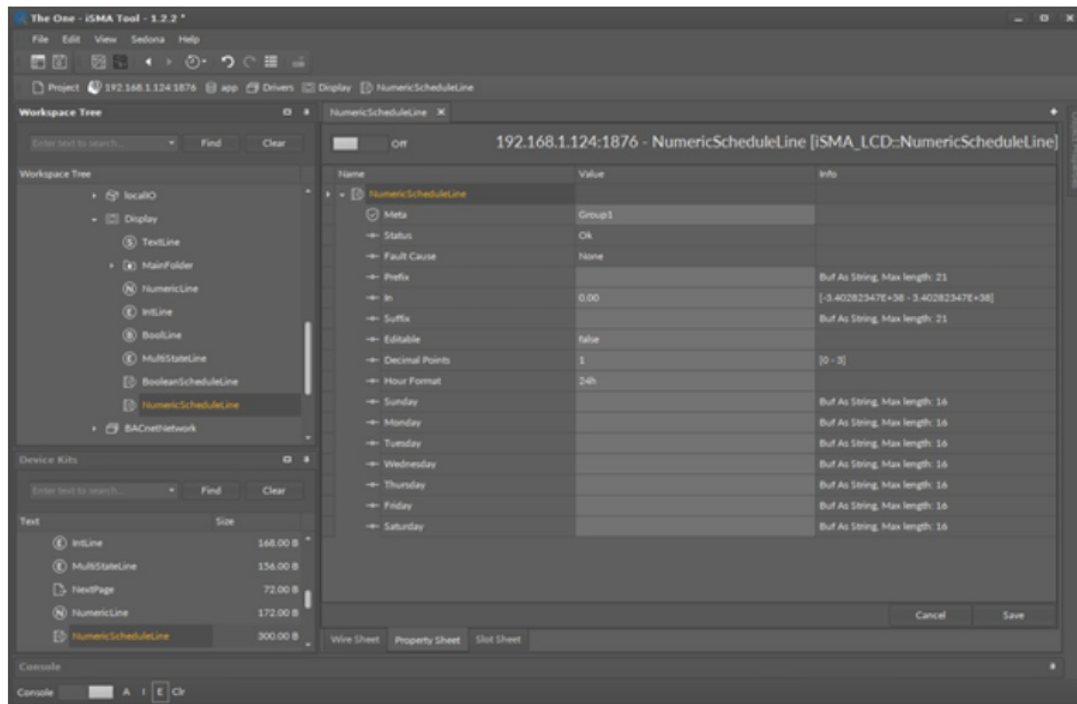 The One - iSMA Tool - 1.2.2 *
File Edit View Sedona Help
Project 192.168.1.124:1876 app Drivers Display NumericScheduleLine
Workspace Tree
Enter text to search... Find Clear
Workspace Tree
localIO
Display
TextLine
MainFolder
NumericLine
IntLine
BoolLine
MultiStateLine
BooleanScheduleLine
NumericScheduleLine
BACnetNetwork
Device Kits
Enter text to search... Find Clear
Text Size
IntLine 168.00 B
MultiStateLine 156.00 B
NextPage 72.00 B
NumericLine 172.00 B
NumericScheduleLine 300.00 B
NumericScheduleLine
Off 192.168.1.124:1876 - NumericScheduleLine [iSMA_LCD::NumericScheduleLine]
Name Value Info
NumericScheduleLine
Meta Group1
Status Ok
Fault Cause None
Prefix Buf As String, Max length: 21
In 0.00 [-3.40282347E+38 - 3.40282347E+38]
Suffix Buf As String, Max length: 21
Editable false
Decimal Points 1 [0 - 3]
Hour Format 24h
Sunday Buf As String, Max length: 16
Monday Buf As String, Max length: 16
Tuesday Buf As String, Max length: 16
Wednesday Buf As String, Max length: 16
Thursday Buf As String, Max length: 16
Friday Buf As String, Max length: 16
Saturday Buf As String, Max length: 16
Cancel Save
Wire Sheet Property Sheet Slot Sheet
Console
Console A I E Clr